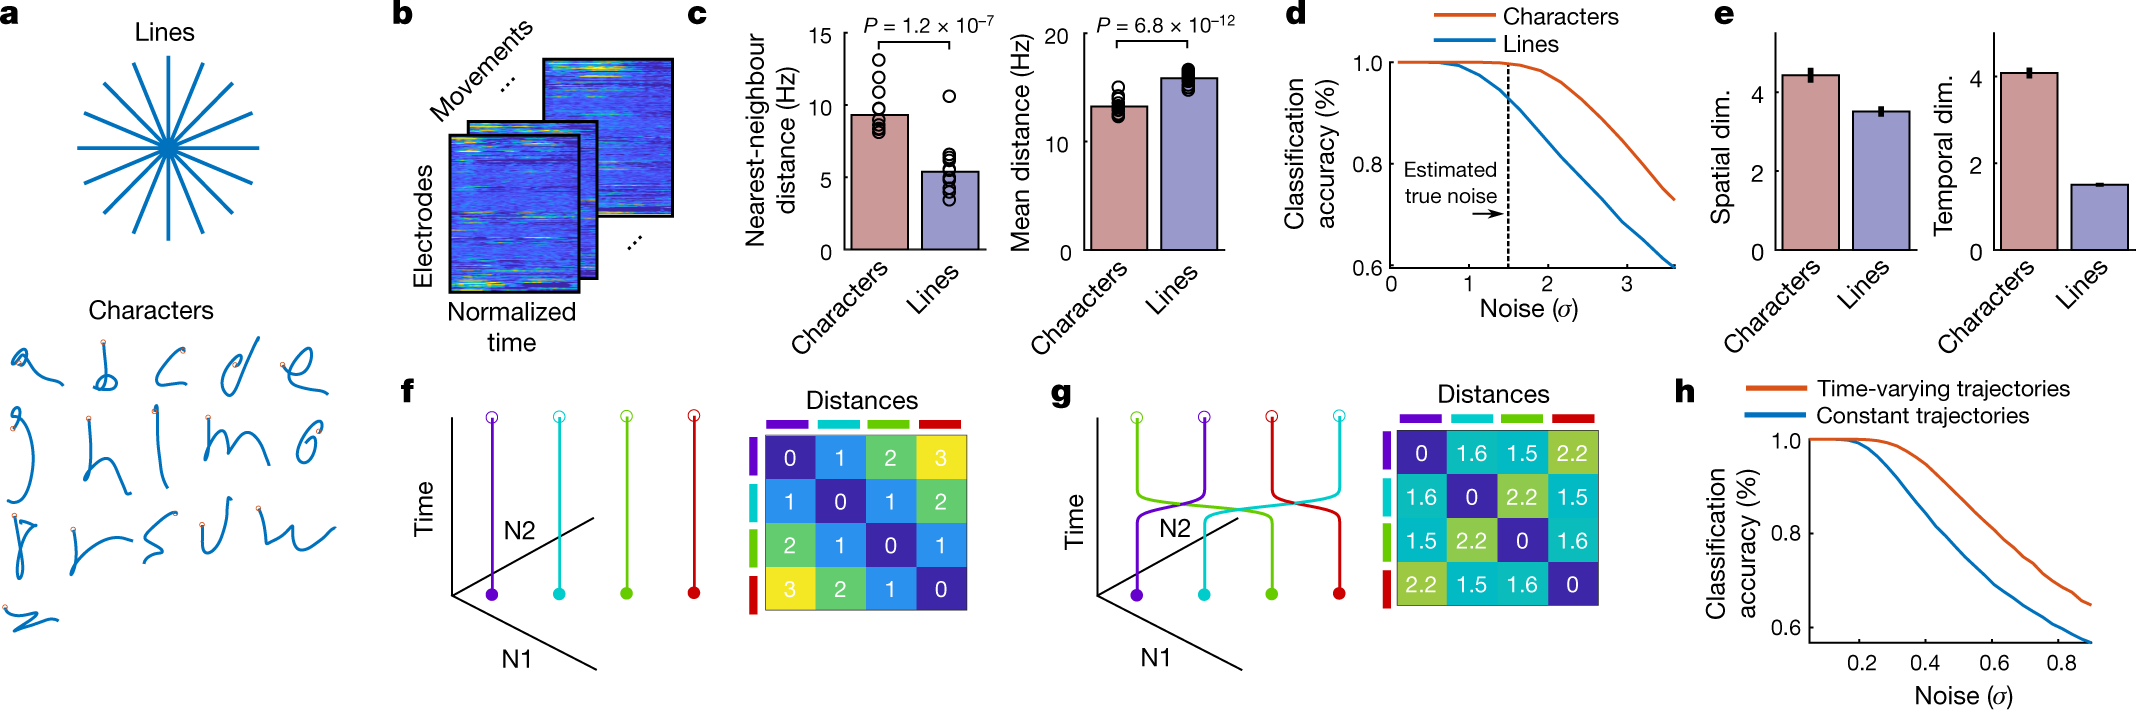 a
Lines
Characters
b
Movements
...
Electrodes
...
Normalized
time
c
Nearest-neighbour
distance (Hz)
P = 1.2 × 10–7
15
10
5
0
Characters
Lines
Mean distance (Hz)
P = 6.8 × 10–12
20
10
0
Characters
Lines
d
Characters
Lines
Classification
accuracy (%)
1.0
0.8
0.6
Estimated
true noise
0
1
2
3
Noise (σ)
e
Spatial dim.
4
2
0
Characters
Lines
Temporal dim.
4
2
0
Characters
Lines
f
Time
N2
N1
Distances
0 1 2 3
1 0 1 2
2 1 0 1
3 2 1 0
g
Time
N2
N1
Distances
0 1.6 1.5 2.2
1.6 0 2.2 1.5
1.5 2.2 0 1.6
2.2 1.5 1.6 0
h
Time-varying trajectories
Constant trajectories
Classification
accuracy (%)
1.0
0.8
0.6
0.2 0.4 0.6 0.8
Noise (σ)